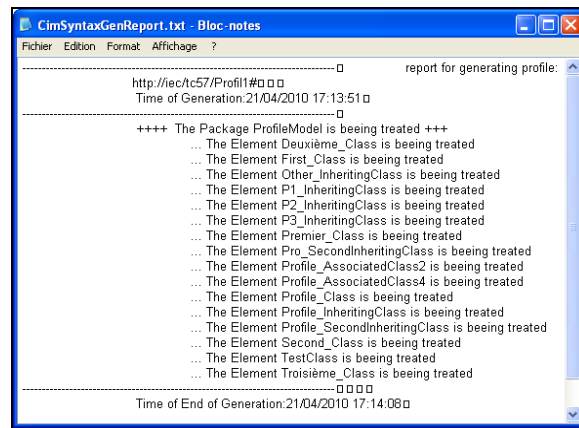 CimSyntaxGenReport.txt - Bloc-notes
Fichier Edition Format Affichage ?
------------------------------------------------------------------------------□ report for generating profile:
http://iec/tc57/Profil1#□□□
Time of Generation:21/04/2010 17:13:51□
------------------------------------------------------------------------------□
++++ The Package ProfileModel is beeing treated +++
... The Element Deuxième_Class is beeing treated
... The Element First_Class is beeing treated
... The Element Other_InheritingClass is beeing treated
... The Element P1_InheritingClass is beeing treated
... The Element P2_InheritingClass is beeing treated
... The Element P3_InheritingClass is beeing treated
... The Element Premier_Class is beeing treated
... The Element Pro_SecondInheritingClass is beeing treated
... The Element Profile_AssociatedClass2 is beeing treated
... The Element Profile_AssociatedClass4 is beeing treated
... The Element Profile_Class is beeing treated
... The Element Profile_InheritingClass is beeing treated
... The Element Profile_SecondInheritingClass is beeing treated
... The Element Second_Class is beeing treated
... The Element TestClass is beeing treated
... The Element Troisième_Class is beeing treated
------------------------------------------------------------------------------□□□□
Time of End of Generation:21/04/2010 17:14:08□